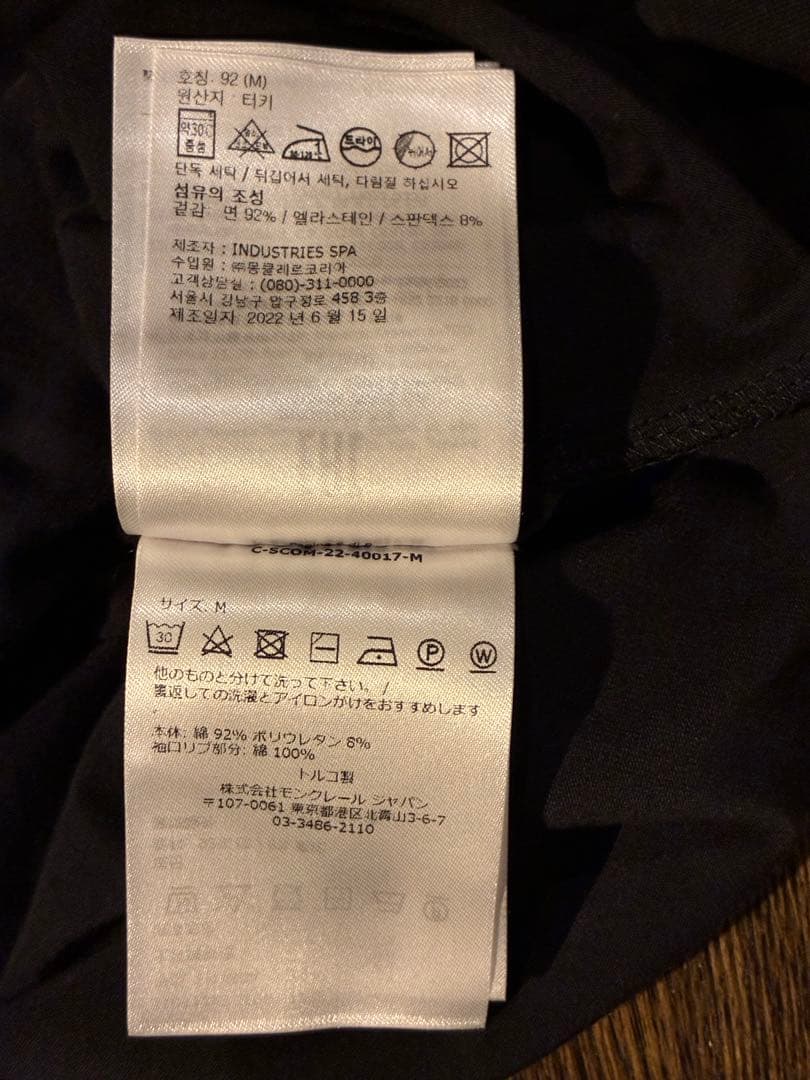 호칭: 92 (M)
원산지 : 터키
약30℃
중성
드라이
단독 세탁 / 뒤집어서 세탁, 다림질 하십시오
섬유의 조성
겉감 면 92% / 엘라스테인 / 스판덱스 8%
제조자 : INDUSTRIES SPA
수입원 : ㈜몽클레르코리아
고객상담실 : (080)-311-0000
서울시 강남구 압구정로 458 3층
제조일자 2022 년 6 월 15 일
C-SCOM-22-40017-M
サイズ: M
30
P
W
他のものと分けて洗って下さい。 /
裏返しての洗濯とアイロンがけをおすすめします
.
本体: 綿 92% ポリウレタン 8%
袖口リブ部分: 綿 100%
トルコ製
株式会社モンクレール ジャパン
〒107-0061 東京都港区北青山3-6-7
03-3486-2110